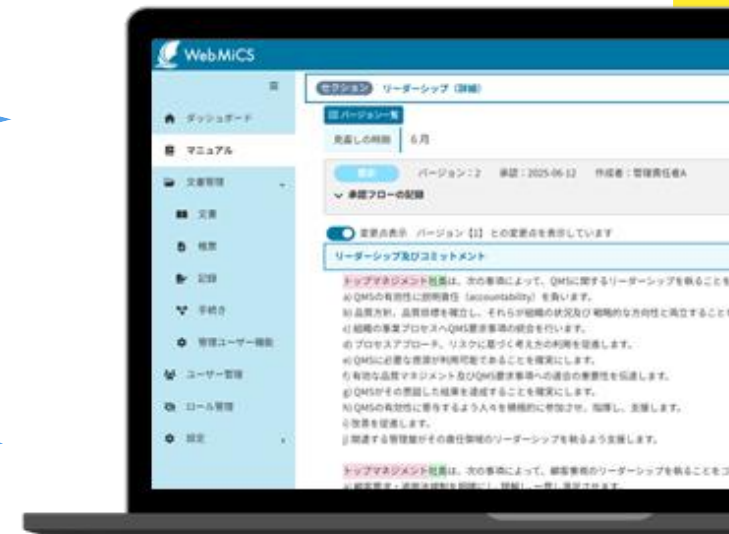 WebMiCS
セクション リーダーシップ（詳細）
バージョン一覧
見直しの時期 6月
バージョン：2 承認：2025-06-12 作成者：管理責任者A
承認フローの記録
変更点表示 バージョン【1】との変更点を表示しています
リーダーシップ及びコミットメント
トップマネジメント社長は、次の事項によって、QMSに関するリーダーシップを執ることを
a) QMSの有効性に説明責任（accountability）を負います。
b) 品質方針、品質目標を確立し、それらが組織の状況及び戦略的な方向性と両立すること
c) 組織の事業プロセスへQMS要求事項の統合を行います。
d) プロセスアプローチ、リスクに基づく考え方の利用を促進します。
e) QMSに必要な資源が利用可能であることを確実にします。
f) 有効な品質マネジメント及びQMS要求事項への適合の重要性を伝達します。
g) QMSがその意図した結果を達成することを確実にします。
h) QMSの有効性に寄与するよう人々を積極的に参加させ、指揮し、支援します。
i) 改善を促進します。
j) 関連する管理層がその責任領域のリーダーシップを執るよう支援します。
トップマネジメント社長は、次の事項によって、顧客重視のリーダーシップを執ることをコ
ダッシュボード
マニュアル
文書管理
文書
帳票
記録
手続き
管理ユーザー機能
ユーザー管理
ロール管理
設定